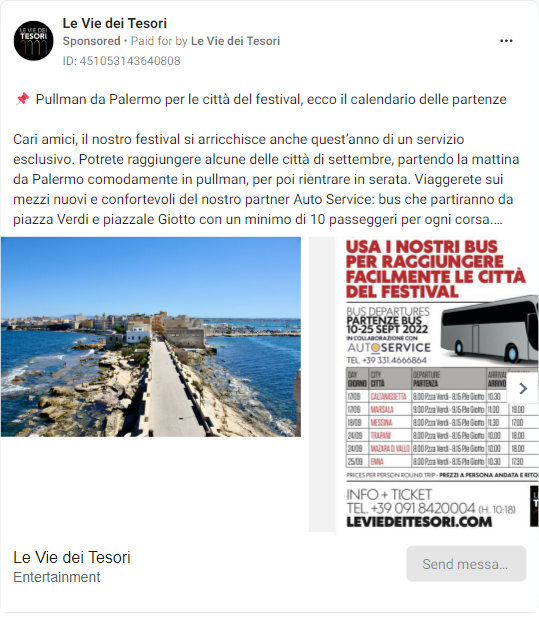 Le Vie dei Tesori
Sponsored • Paid for by Le Vie dei Tesori
ID: 451053143640808
LE VIE DEI
TESORI
📌 Pullman da Palermo per le città del festival, ecco il calendario delle partenze
Cari amici, il nostro festival si arricchisce anche quest’anno di un servizio
esclusivo. Potrete raggiungere alcune delle città di settembre, partendo la mattina
da Palermo comodamente in pullman, per poi rientrare in serata. Viaggerete sui
mezzi nuovi e confortevoli del nostro partner Auto Service: bus che partiranno da
piazza Verdi e piazzale Giotto con un minimo di 10 passeggeri per ogni corsa.…
USA I NOSTRI BUS
PER RAGGIUNGERE
FACILMENTE LE CITTÀ
DEL FESTIVAL
BUS DEPARTURES
PARTENZE BUS
10-25 SEPT 2022
IN COLLABORAZIONE CON
AUTOSERVICE
TEL. +39 331.4666864
DAY CITY DEPARTURE ARRIVAL
GIORNO CITTÀ PARTENZA ARRIVO
17/09 CALTANISSETTA 8.00 P.zza Verdi - 8.15 P.le Giotto 10.30
17/09 MARSALA 9.00 P.zza Verdi - 8.15 P.le Giotto 11.00 18.00
18/09 MESSINA 8.00 P.zza Verdi - 8.15 P.le Giotto 11.30 17.00
24/09 TRAPANI 8.00 P.zza Verdi - 8.15 P.le Giotto 10.00 18.00
24/09 MAZARA D. VALLO 8.00 P.zza Verdi - 8.15 P.le Giotto 10.00 18.00
25/09 ENNA 8.00 P.zza Verdi - 8.15 P.le Giotto 10.30 17.30
PRICES PER PERSON ROUND TRIP - PREZZI A PERSONA ANDATA E RITO
INFO + TICKET
TEL. +39 091 8420004 (H. 10-18)
LEVIEDEITESORI.COM
Le Vie dei Tesori
Entertainment
Send messa...